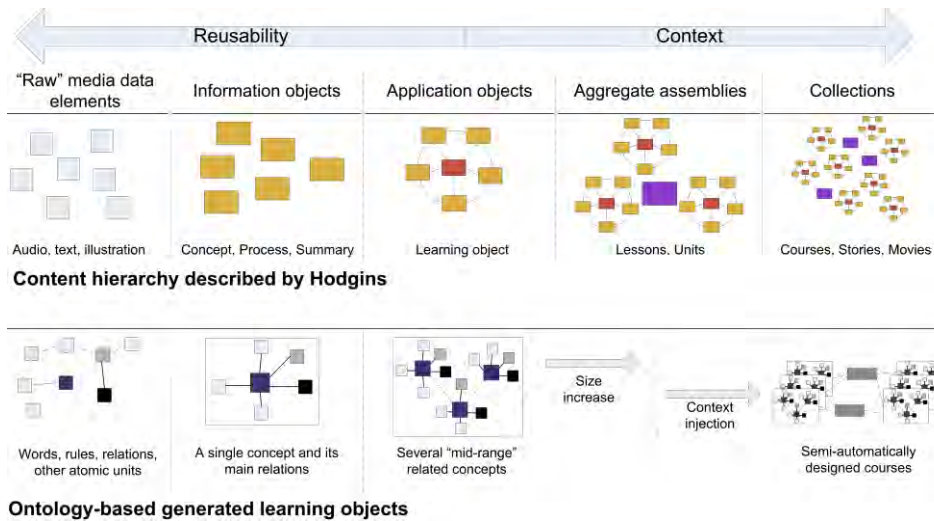 Reusability
Context
"Raw" media data
elements
Information objects
Application objects
Aggregate assemblies
Collections
Audio, text, illustration
Concept, Process, Summary
Learning object
Lessons, Units
Courses, Stories, Movies
Content hierarchy described by Hodgins
Size
increase
Context
injection
Words, rules, relations,
other atomic units
A single concept and its
main relations
Several "mid-range"
related concepts
Semi-automatically
designed courses
Ontology-based generated learning objects